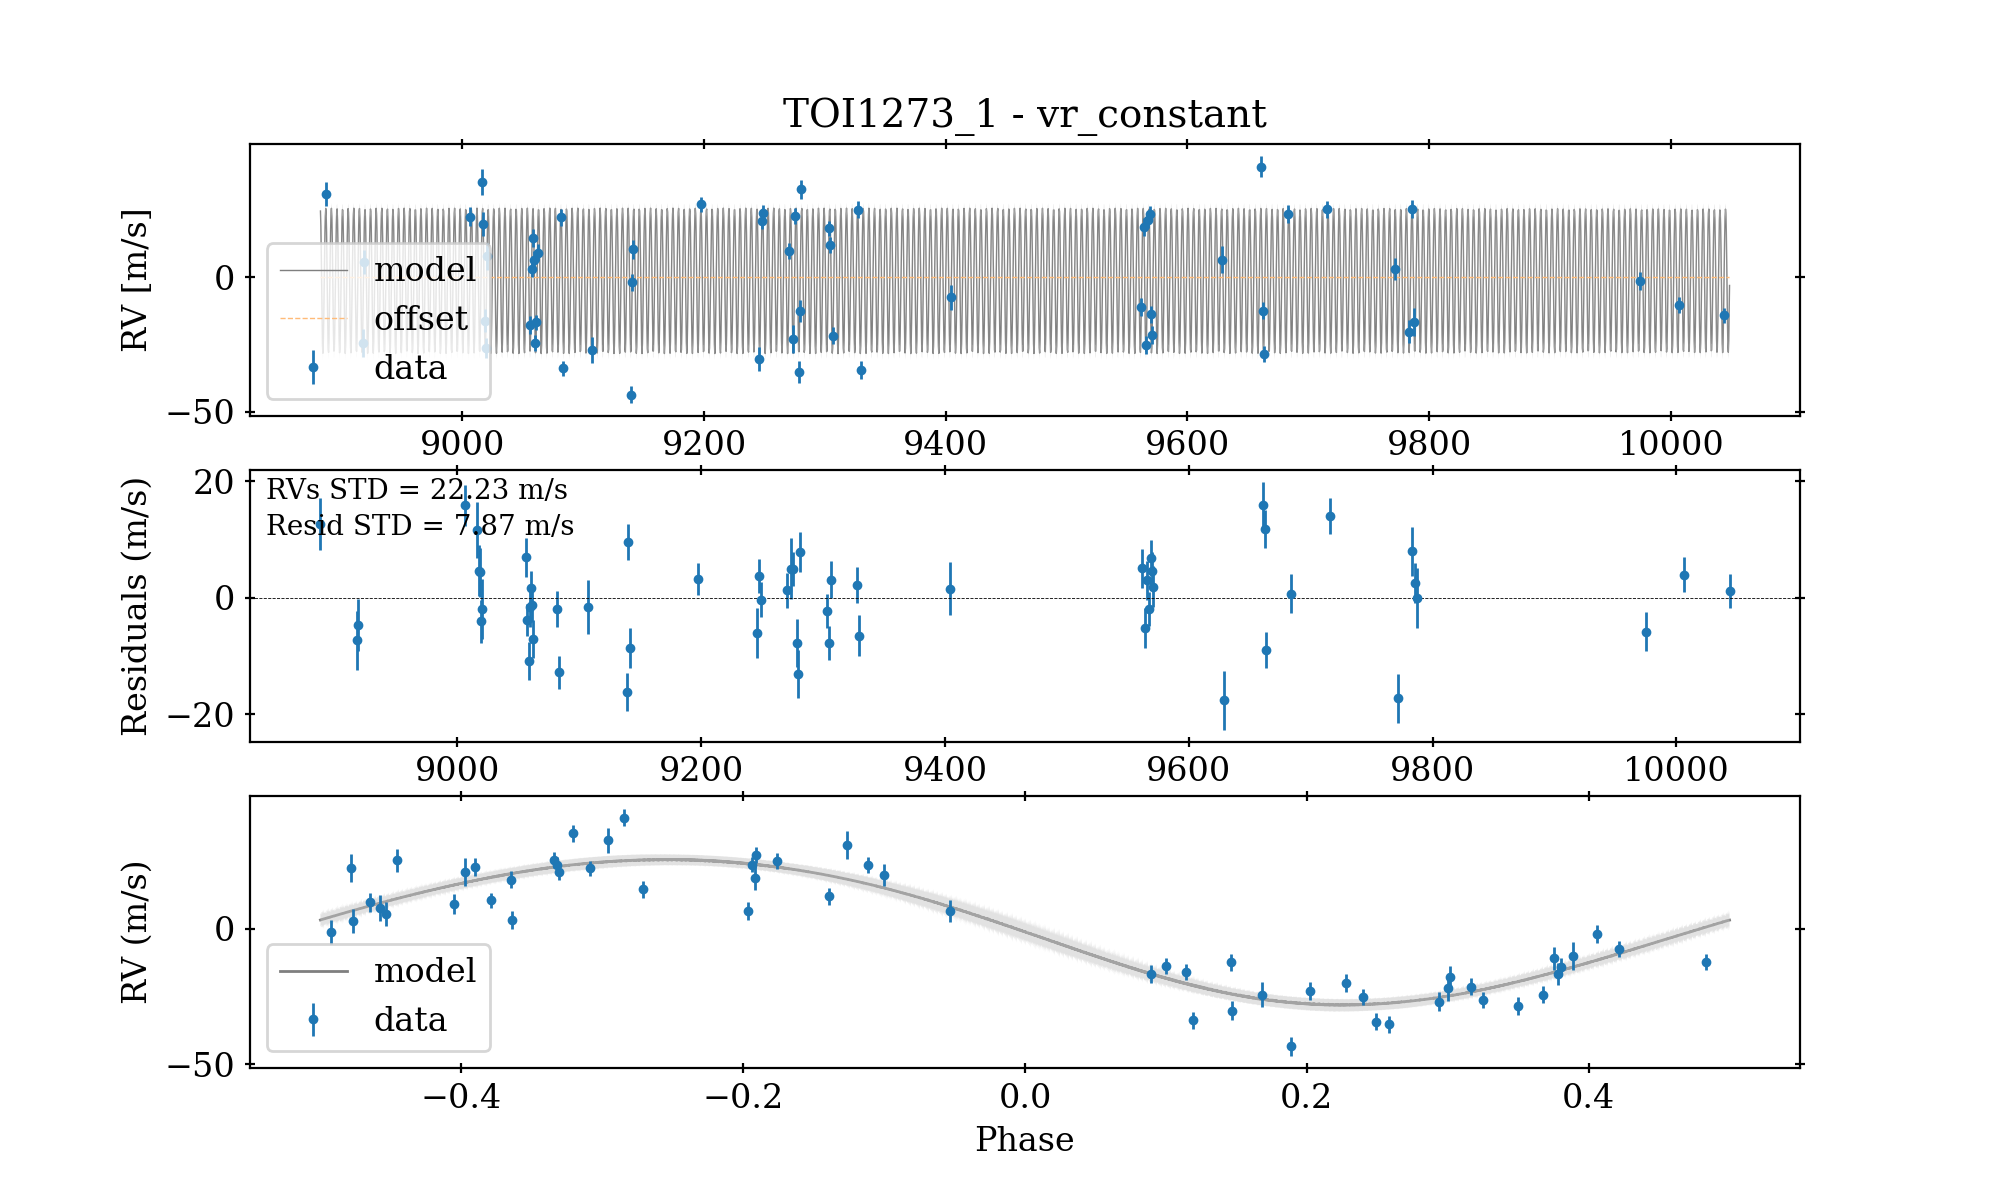 TOI1273_1 - vr_constant
RV [m/s]
0
−50
model
offset
data
9000 9200 9400 9600 9800 10000
Residuals (m/s)
20
0
−20
RVs STD = 22.23 m/s
Resid STD = 7.87 m/s
9000 9200 9400 9600 9800 10000
RV (m/s)
0
−50
model
data
−0.4 −0.2 0.0 0.2 0.4
Phase